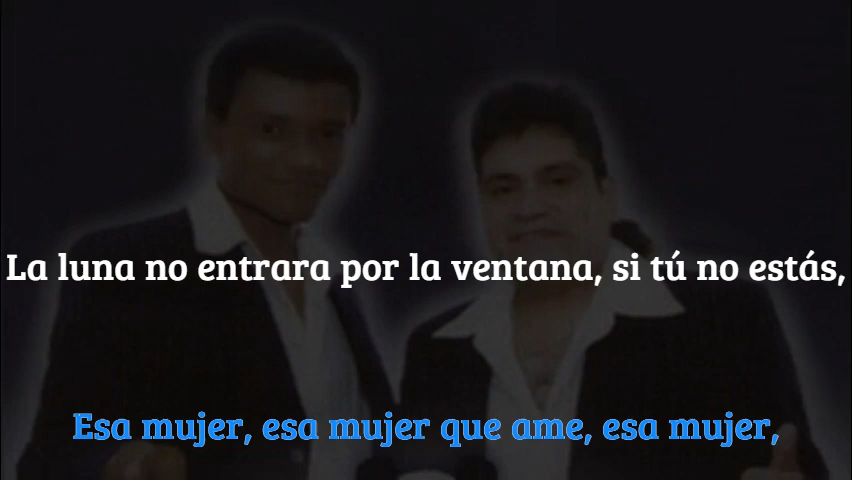 La luna no entrara por la ventana, si tú no estás,
Esa mujer, esa mujer que ame, esa mujer,